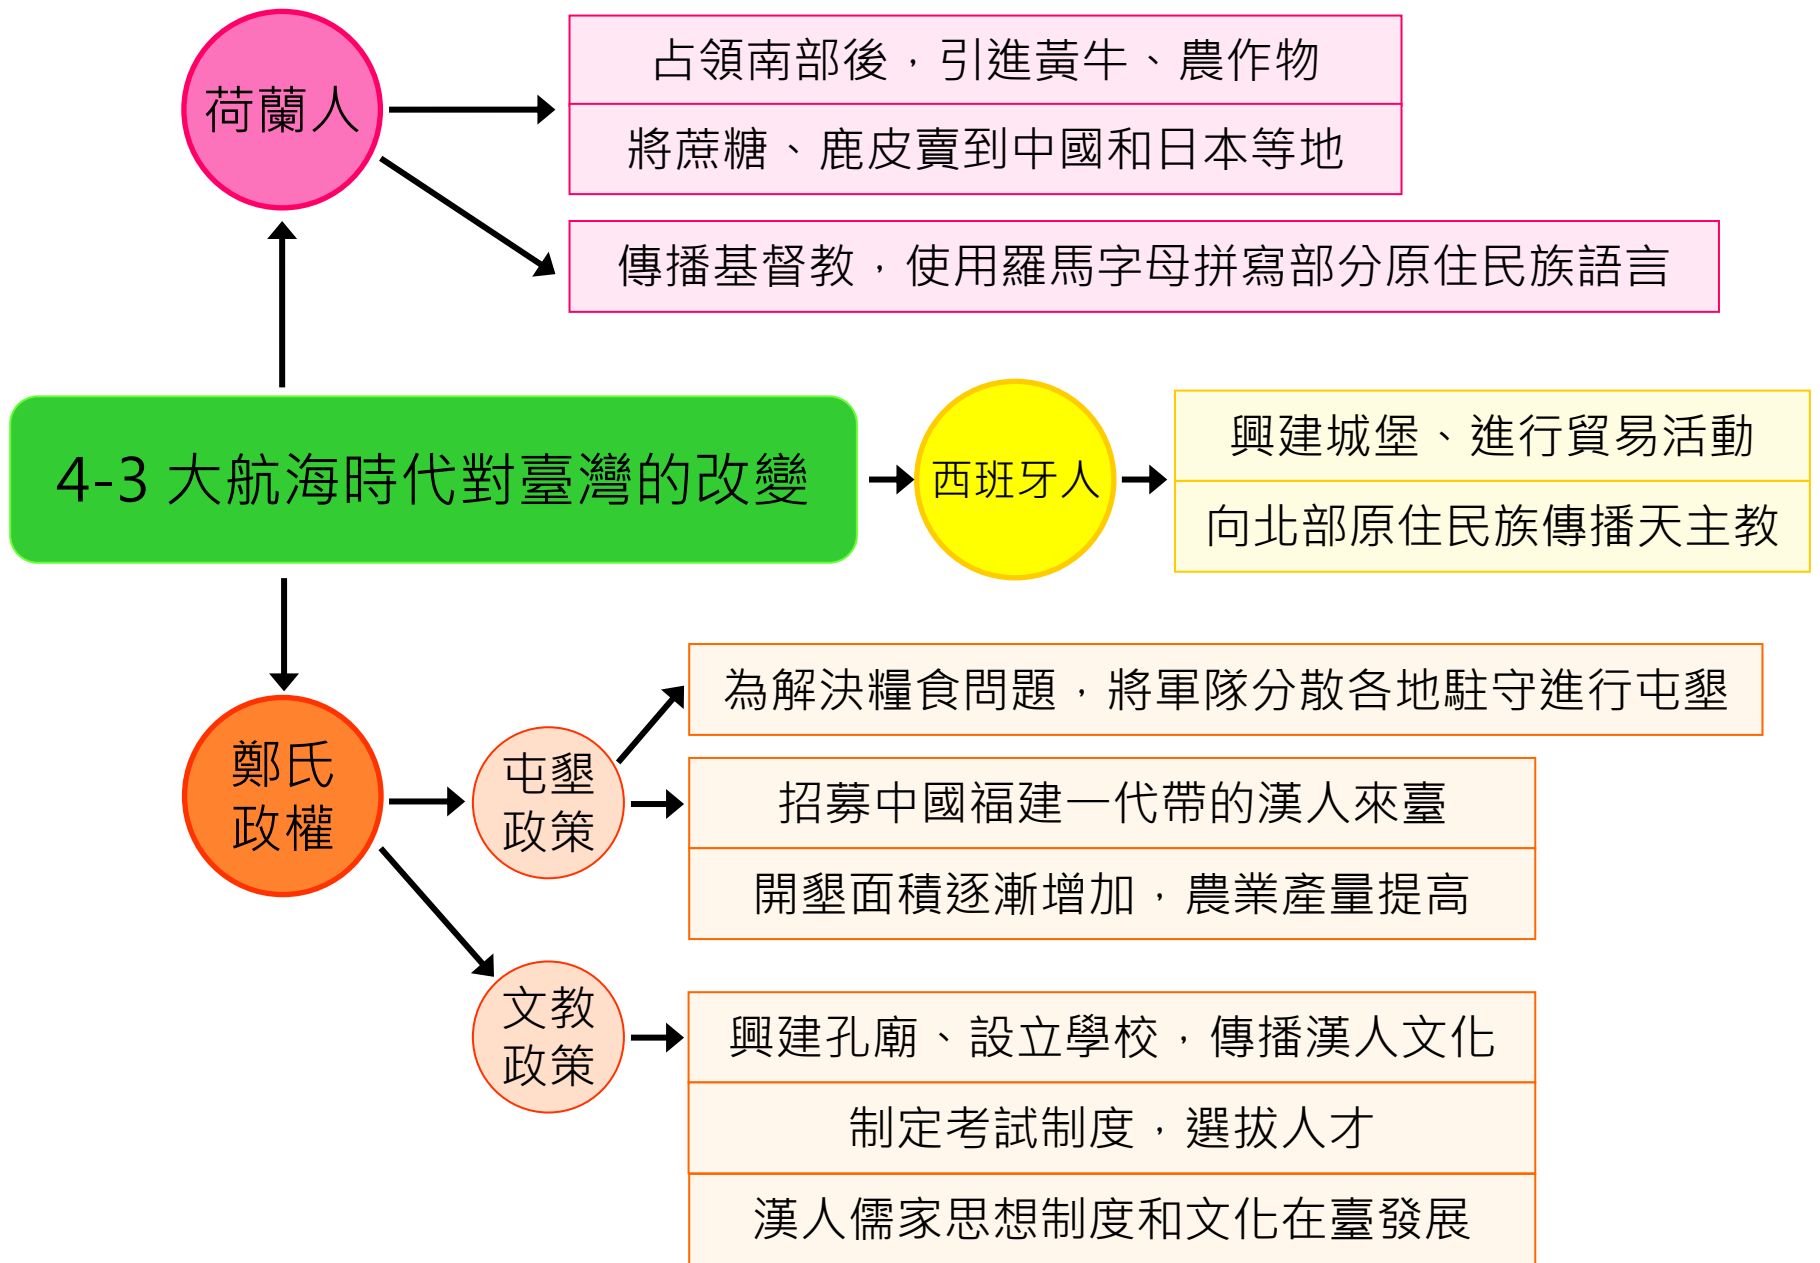 荷蘭人
占領南部後，引進黃牛、農作物
將蔗糖、鹿皮賣到中國和日本等地
傳播基督教，使用羅馬字母拼寫部分原住民族語言
4-3 大航海時代對臺灣的改變
西班牙人
興建城堡、進行貿易活動
向北部原住民族傳播天主教
鄭氏
政權
屯墾
政策
為解決糧食問題，將軍隊分散各地駐守進行屯墾
招募中國福建一代帶的漢人來臺
開墾面積逐漸增加，農業產量提高
文教
政策
興建孔廟、設立學校，傳播漢人文化
制定考試制度，選拔人才
漢人儒家思想制度和文化在臺發展